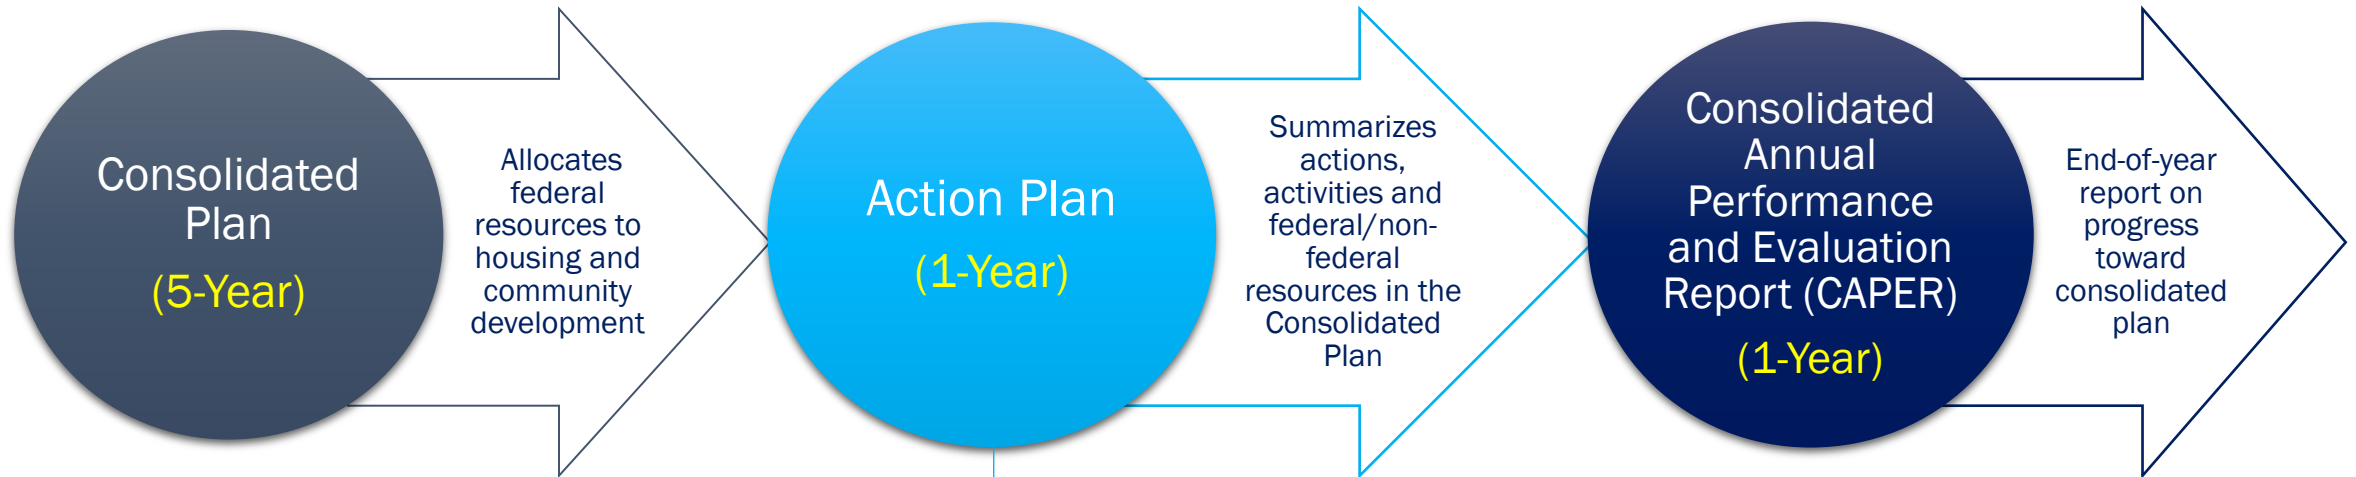 Consolidated
Plan
(5-Year)
Allocates
federal
resources to
housing and
community
development
Action Plan
(1-Year)
Summarizes
actions,
activities and
federal/non-
federal
resources in the
Consolidated
Plan
Consolidated
Annual
Performance
and Evaluation
Report (CAPER)
(1-Year)
End-of-year
report on
progress
toward
consolidated
plan